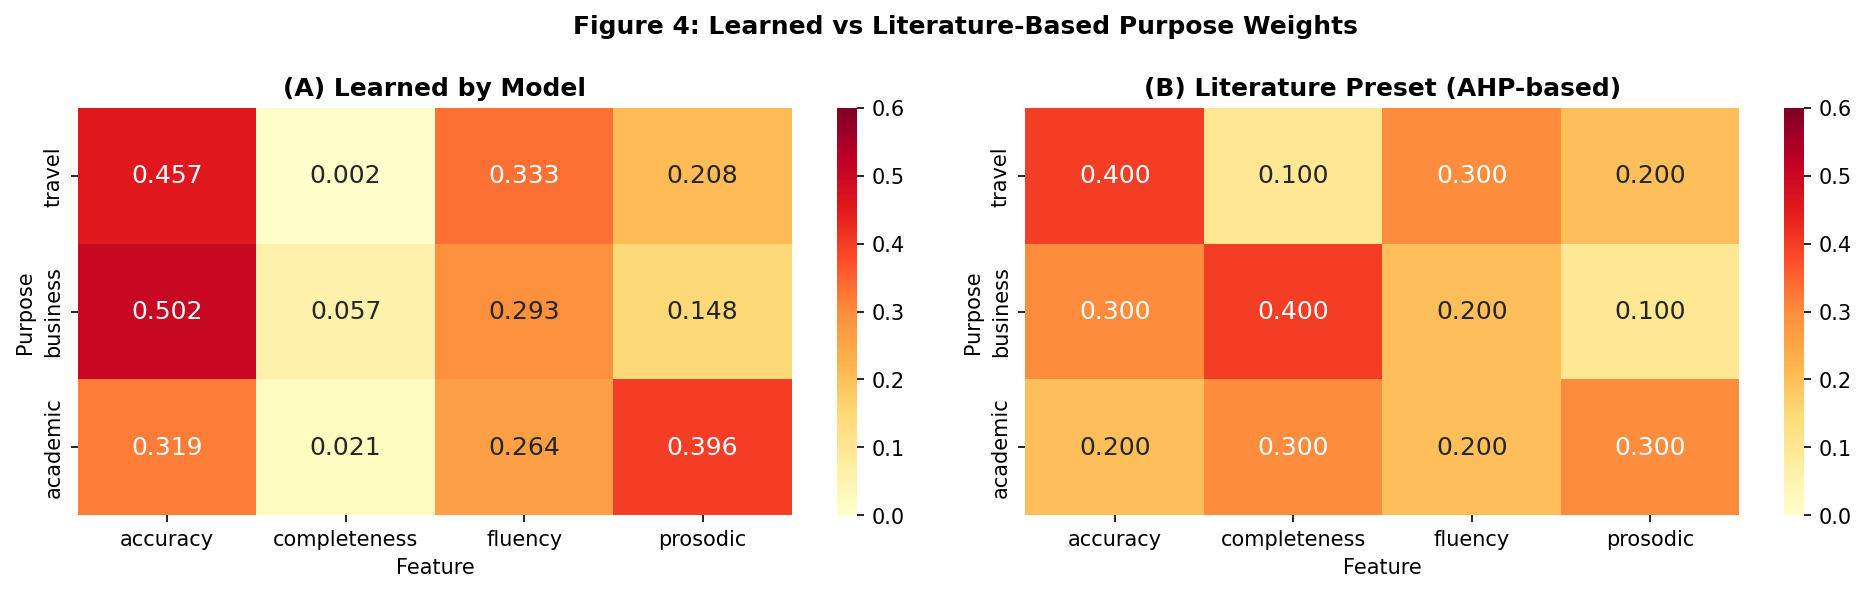 Figure 4: Learned vs Literature-Based Purpose Weights
(A) Learned by Model
0.457 0.002 0.333 0.208
0.502 0.057 0.293 0.148
0.319 0.021 0.264 0.396
travel
business
academic
Purpose
accuracy completeness fluency prosodic
Feature
0.6
0.5
0.4
0.3
0.2
0.1
0.0
(B) Literature Preset (AHP-based)
0.400 0.100 0.300 0.200
0.300 0.400 0.200 0.100
0.200 0.300 0.200 0.300
travel
business
academic
Purpose
accuracy completeness fluency prosodic
Feature
0.6
0.5
0.4
0.3
0.2
0.1
0.0